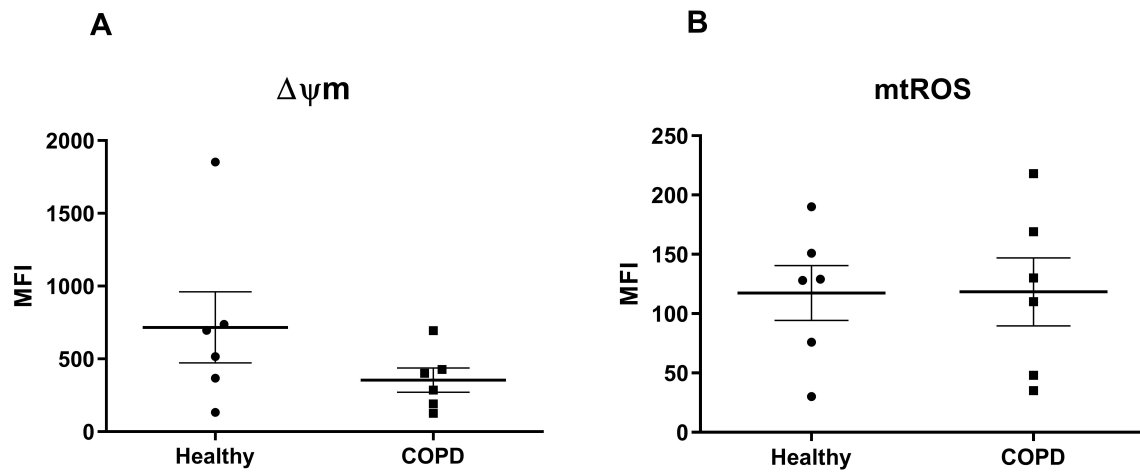 A
Δψm
2000
1500
1000
500
0
MFI
Healthy
COPD
B
mtROS
250
200
150
100
50
0
MFI
Healthy
COPD